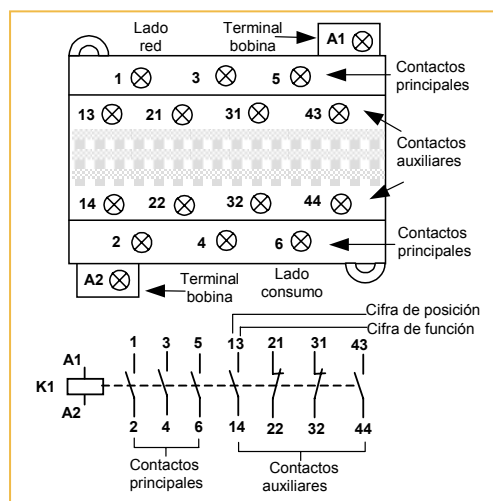 Lado
red
Terminal
bobina
A1
1 3 5
Contactos
principales
13 21 31 43
Contactos
auxiliares
14 22 32 44
2 4 6
Contactos
principales
A2
Terminal
bobina
Lado
consumo
Cifra de posición
Cifra de función
1 3 5 13 21 31 43
A1
K1
A2
2 4 6 14 22 32 44
Contactos
principales
Contactos
auxiliares